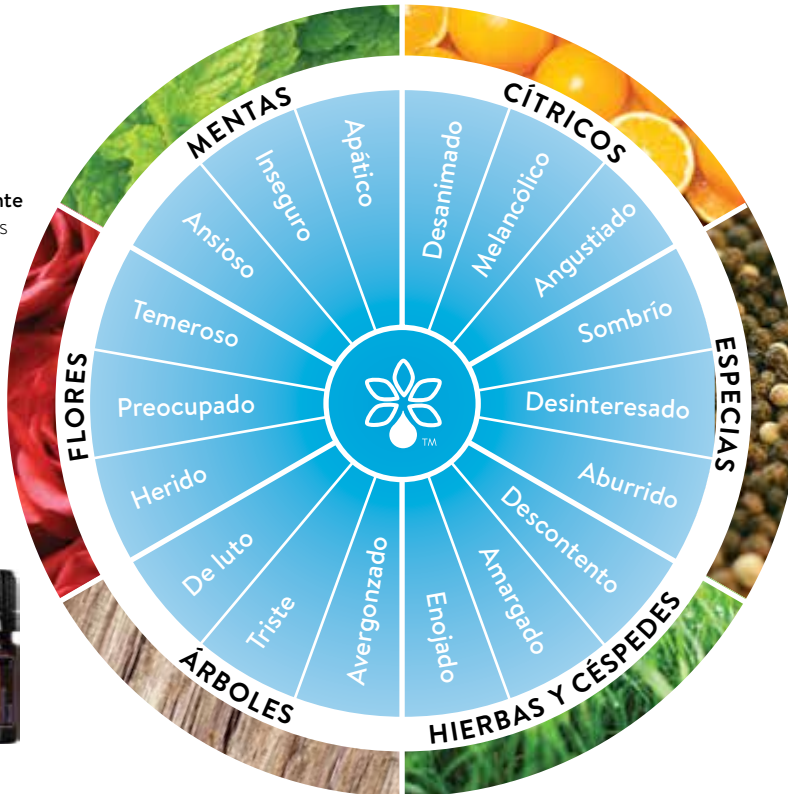 MENTAS
Apático
Inseguro
Ansioso
CÍTRICOS
Desanimado
Melancólico
Angustiado
ESPECIAS
Sombrío
Desinteresado
Aburrido
HIERBAS Y CÉSPEDES
Descontento
Amargado
Enojado
ÁRBOLES
Avergonzado
Triste
De luto
FLORES
Herido
Preocupado
Temeroso
TM